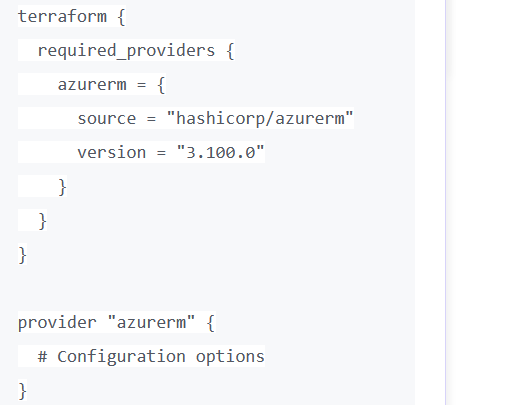 terraform {
  required_providers {
    azurerm = {
      source = "hashicorp/azurerm"
      version = "3.100.0"
    }
  }
}
provider "azurerm" {
  # Configuration options
}